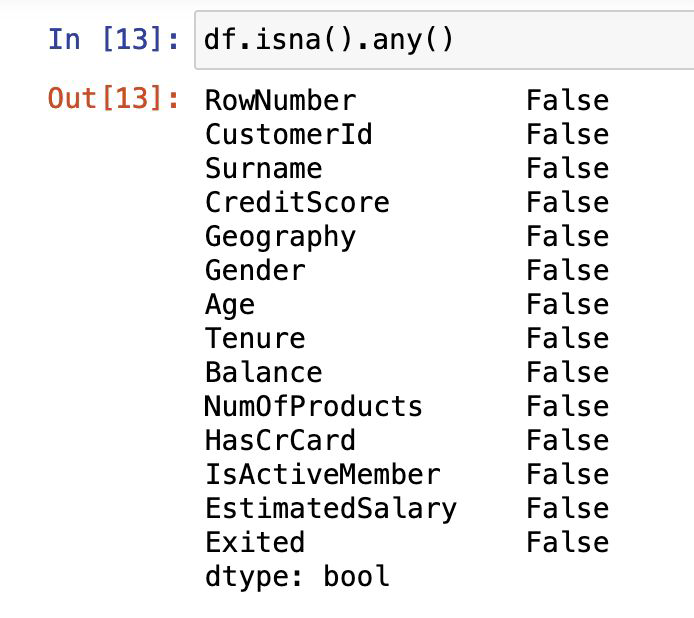 In [13]: df.isna().any()
Out[13]: RowNumber False
CustomerId False
Surname False
CreditScore False
Geography False
Gender False
Age False
Tenure False
Balance False
NumOfProducts False
HasCrCard False
IsActiveMember False
EstimatedSalary False
Exited False
dtype: bool